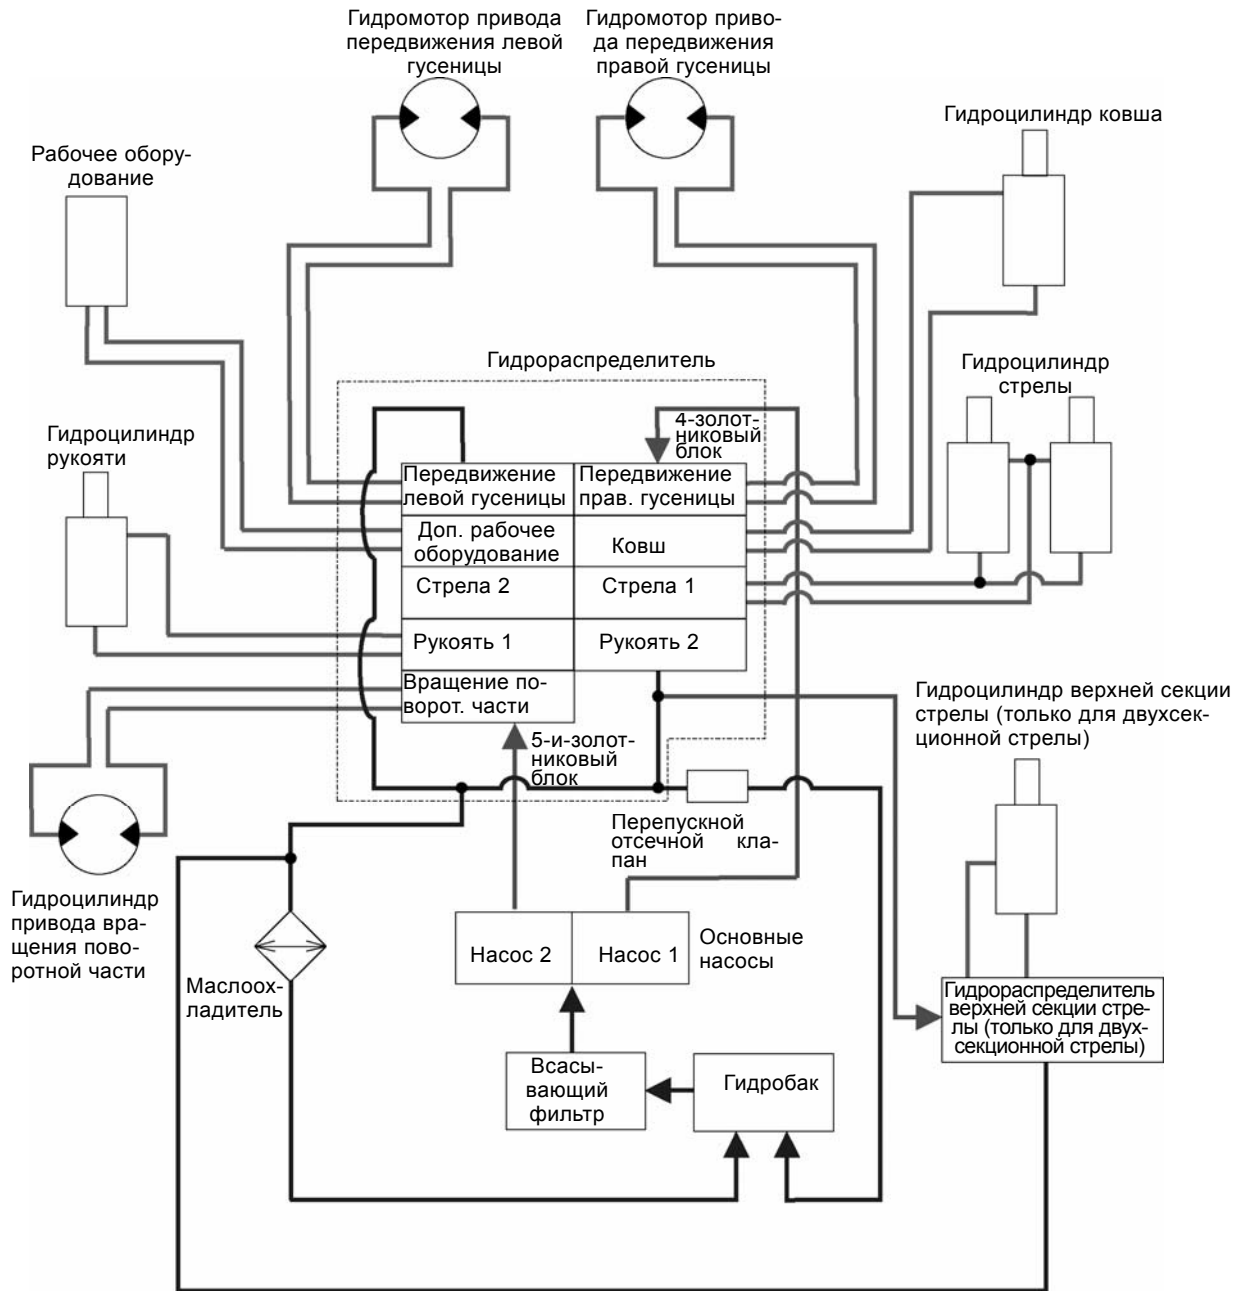 Гидромотор привода
передвижения левой
гусеницы
Гидромотор приво-
да передвижения
правой гусеницы
Гидроцилиндр ковша
Рабочее обору-
дование
Гидрораспределитель
Гидроцилиндр
стрелы
Гидроцилиндр
рукояти
4-золот-
никовый
блок
Передвижение
левой гусеницы
Передвижение
прав. гусеницы
Доп. рабочее
оборудование
Ковш
Стрела 2
Стрела 1
Рукоять 1
Рукоять 2
Вращение по-
ворот. части
5-и-золот-
никовый
блок
Гидроцилиндр верхней секции
стрелы (только для двухсек-
ционной стрелы)
Перепускной
отсечной кла-
пан
Гидроцилиндр
привода вра-
щения пово-
ротной части
Маслоох-
ладитель
Насос 2
Насос 1
Основные
насосы
Гидрораспределитель
верхней секции стре-
лы (только для двух-
секционной стрелы)
Всасы-
вающий
фильтр
Гидробак